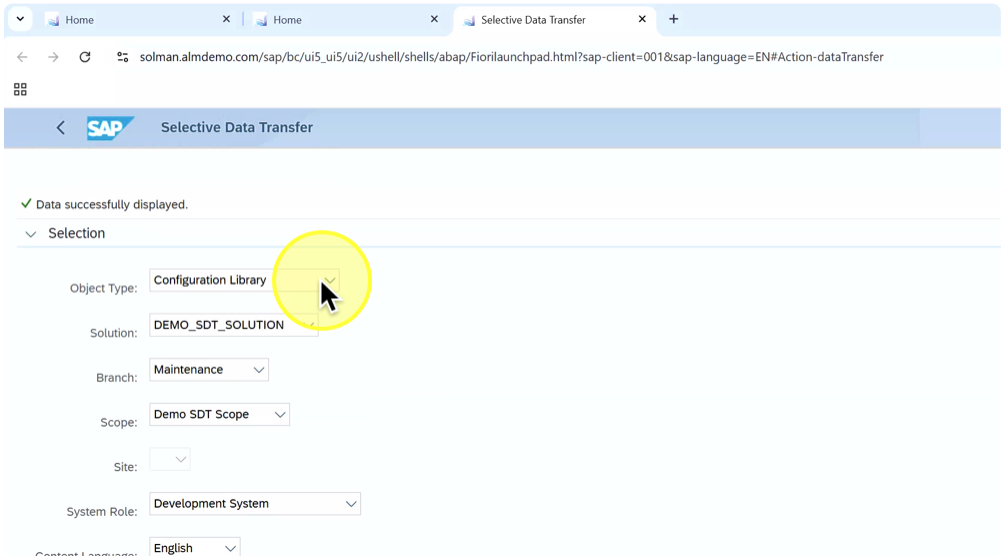 Home
Home
Selective Data Transfer
solman.almdemo.com/sap/bc/ui5_ui5/ui2/ushell/shells/abap/Fiorilaunchpad.html?sap-client=001&sap-language=EN#Action-dataTransfer
SAP Selective Data Transfer
Data successfully displayed.
Selection
Object Type: Configuration Library
Solution: DEMO_SDT_SOLUTION
Branch: Maintenance
Scope: Demo SDT Scope
Site:
System Role: Development System
Content Language: English